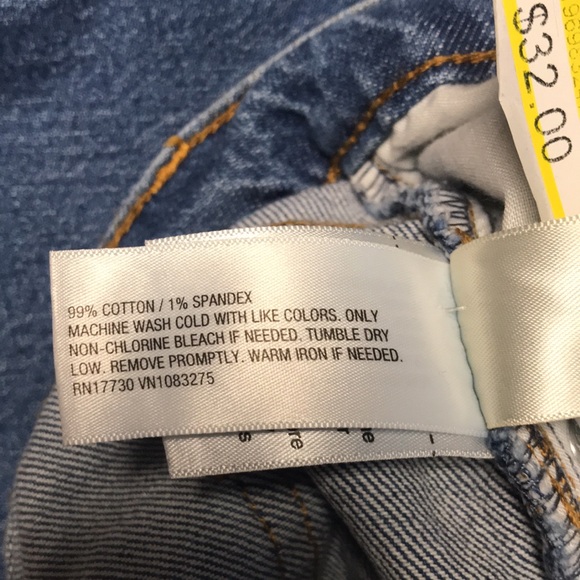 $32.00
99% COTTON / 1% SPANDEX
MACHINE WASH COLD WITH LIKE COLORS. ONLY
NON-CHLORINE BLEACH IF NEEDED. TUMBLE DRY
LOW. REMOVE PROMPTLY. WARM IRON IF NEEDED.
RN17730 VN1083275